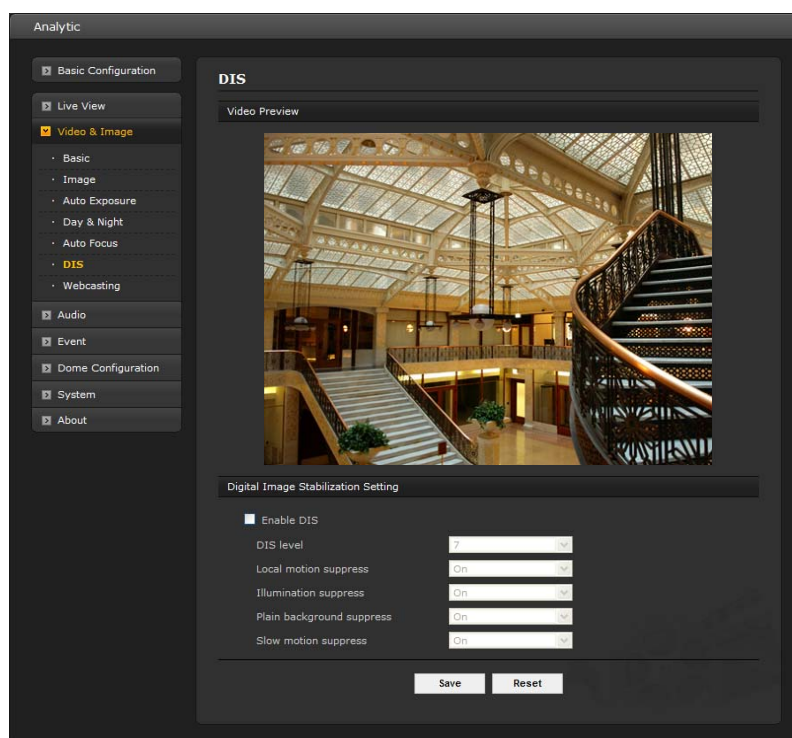 Analytic
Basic Configuration
Live View
Video & Image
· Basic
· Image
· Auto Exposure
· Day & Night
· Auto Focus
· DIS
· Webcasting
Audio
Event
Dome Configuration
System
About
DIS
Video Preview
Digital Image Stabilization Setting
Enable DIS
DIS level 7
Local motion suppress On
Illumination suppress On
Plain background suppress On
Slow motion suppress On
Save Reset